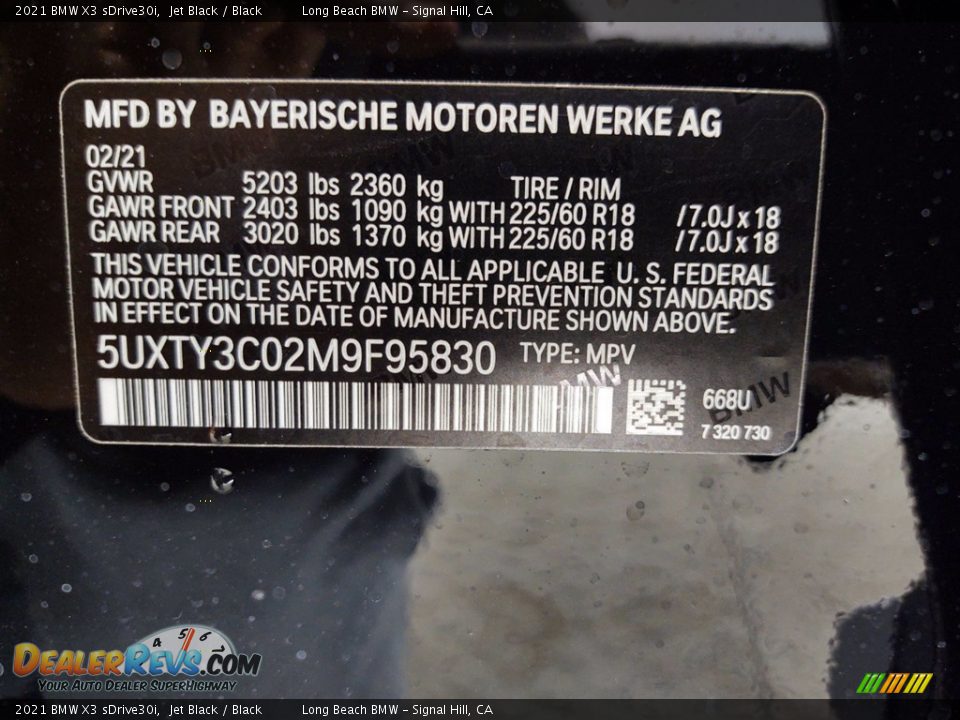 2021 BMW X3 sDrive30i, Jet Black / Black Long Beach BMW - Signal Hill, CA
MFD BY BAYERISCHE MOTOREN WERKE AG
02/21
GVWR 5203 lbs 2360 kg TIRE / RIM
GAWR FRONT 2403 lbs 1090 kg WITH 225/60 R18 /7.0J x 18
GAWR REAR 3020 lbs 1370 kg WITH 225/60 R18 /7.0J x 18
THIS VEHICLE CONFORMS TO ALL APPLICABLE U. S. FEDERAL
MOTOR VEHICLE SAFETY AND THEFT PREVENTION STANDARDS
IN EFFECT ON THE DATE OF MANUFACTURE SHOWN ABOVE.
5UXTY3C02M9F95830 TYPE: MPV
BMW
668U
7 320 730
4 5 6
DEALERREVS.COM
YOUR AUTO DEALER SUPERHIGHWAY
2021 BMW X3 sDrive30i, Jet Black / Black Long Beach BMW - Signal Hill, CA